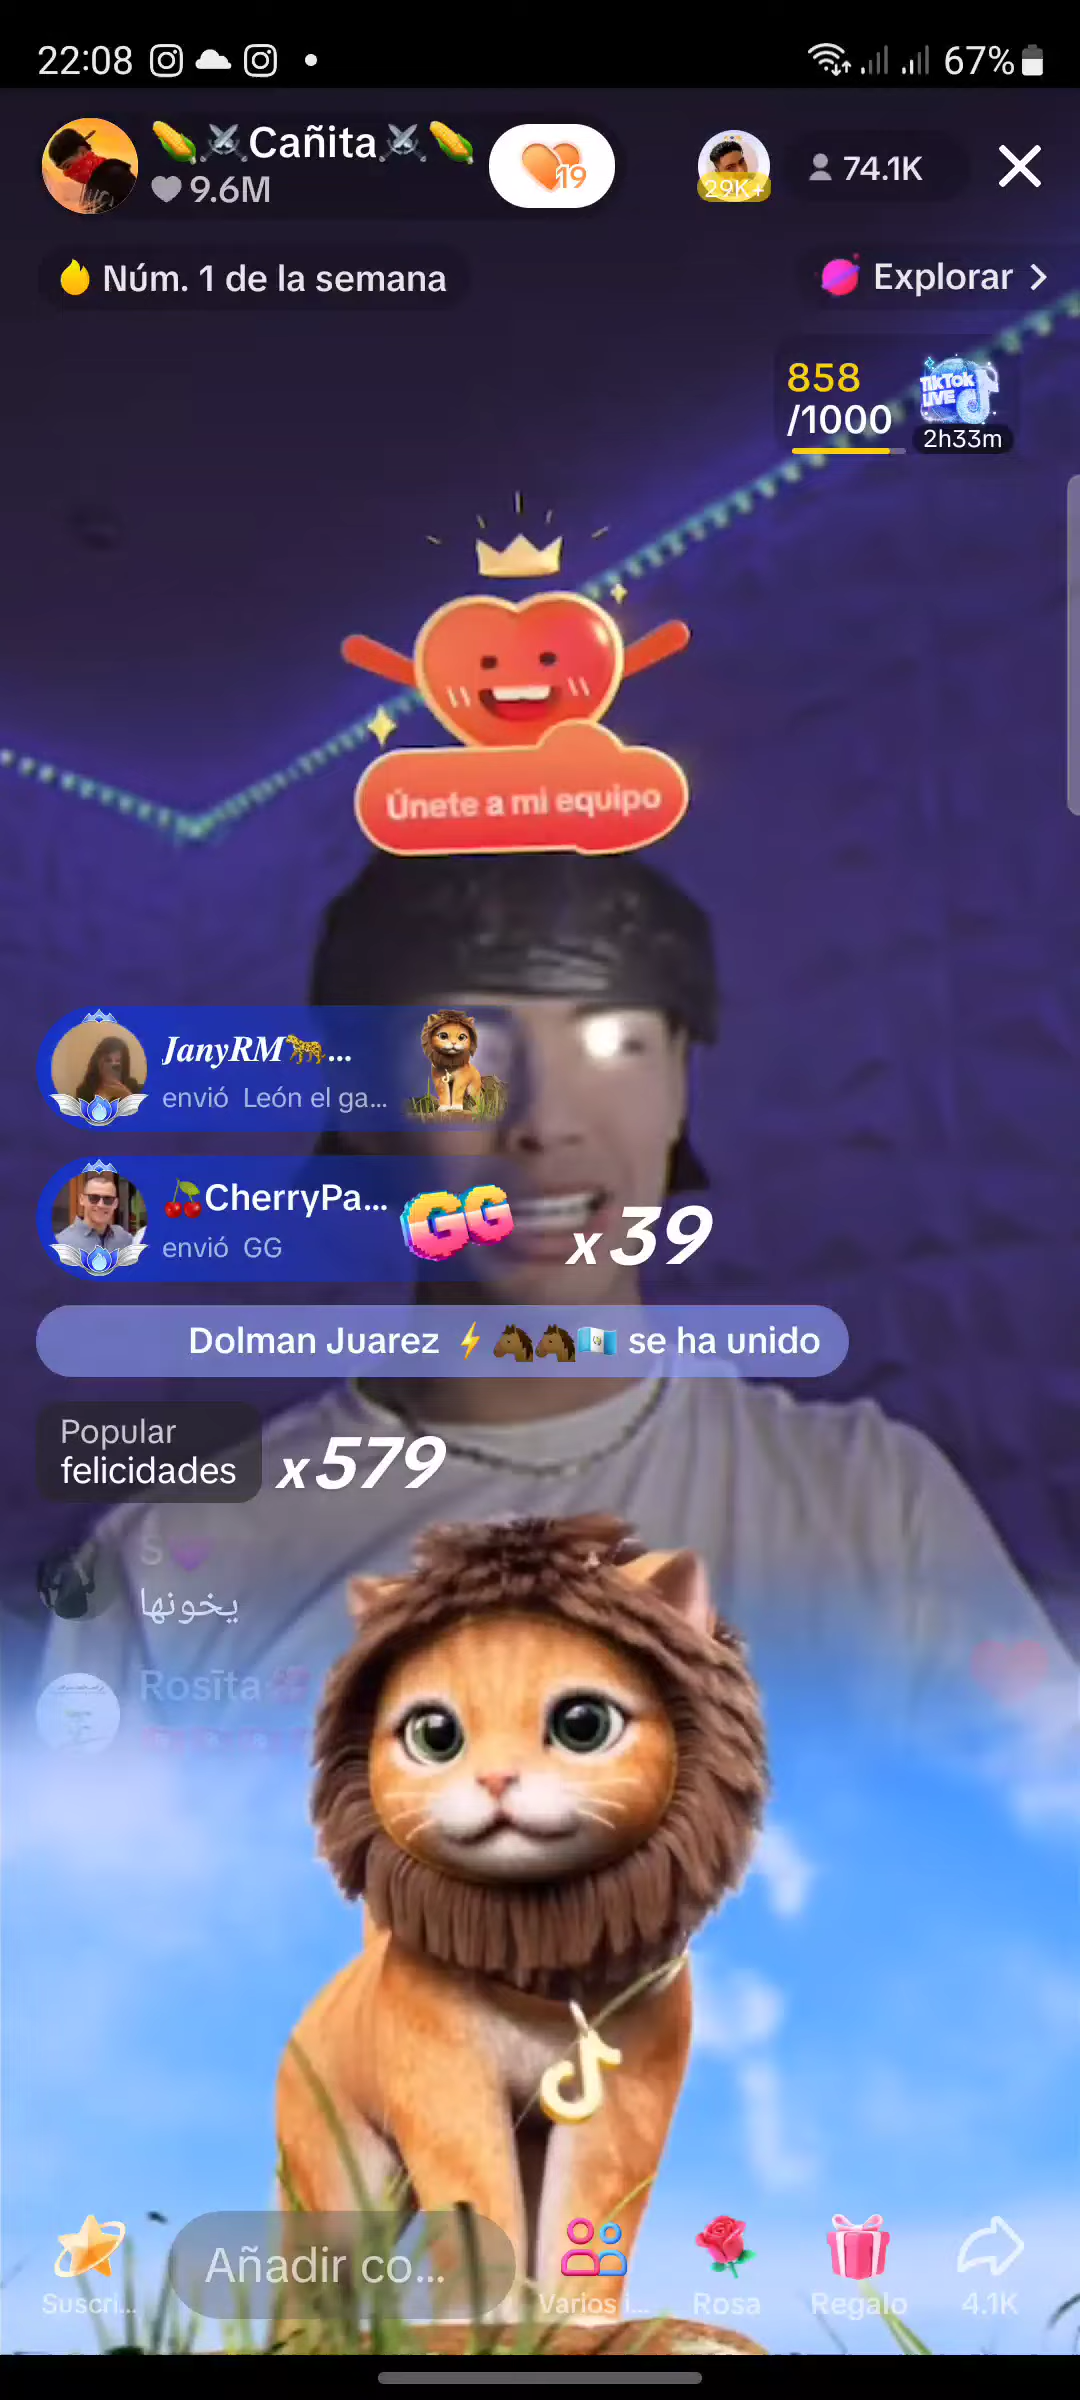 22:08
67%
🌽⚔️Cañita⚔️🌽
9.6M
19
29K+
74.1K
Núm. 1 de la semana
Explorar
858
/1000
TikTok
LIVE
2h33m
Únete a mi equipo
JanyRM🐆...
envió León el ga...
🍒CherryPa...
envió GG
GG
x39
Dolman Juarez ⚡🐴🐴🇬🇹 se ha unido
Popular
felicidades
x579
S💜
يخونها
Rosīta
Añadir co...
Suscri...
Varios i...
Rosa
Regalo
4.1K